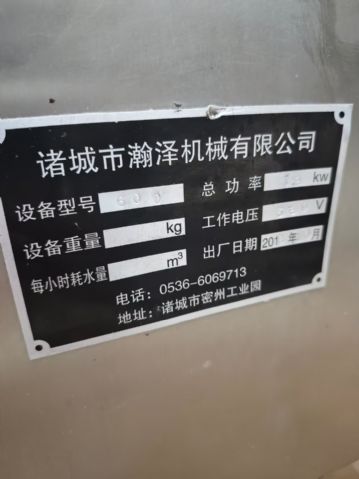 诸城市瀚泽机械有限公司
设备型号 600 总功率 kw
设备重量 kg 工作电压 V
每小时耗水量 m³ 出厂日期 201 年 月
电话: 0536-6069713
地址: 诸城市密州工业园